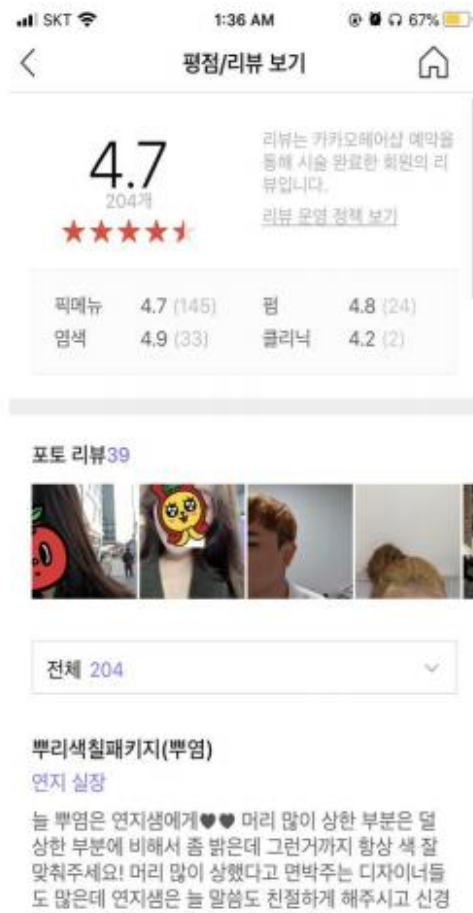 SKT 1:36 AM 67%
평점/리뷰 보기
4.7
204개
리뷰는 카카오헤어샵 예약을
통해 시술 완료한 회원의 리
뷰입니다.
리뷰 운영 정책 보기
픽메뉴 4.7 (145) 펌 4.8 (24)
염색 4.9 (33) 클리닉 4.2 (2)
포토 리뷰39
전체 204
뿌리색칠패키지(뿌염)
연지 실장
늘 뿌염은 연지샘에게♥♥ 머리 많이 상한 부분은 덜
상한 부분에 비해서 좀 밝은데 그런거까지 항상 색 잘
맞춰주세요! 머리 많이 상했다고 면박주는 디자이너들
도 많은데 연지샘은 늘 말씀도 친절하게 해주시고 신경